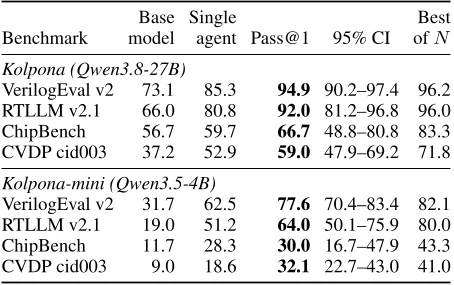 Base Single Best
Benchmark model agent Pass@1 95% CI of N
Kolpona (Qwen3.8-27B)
VerilogEval v2 73.1 85.3 94.9 90.2–97.4 96.2
RTLLM v2.1 66.0 80.8 92.0 81.2–96.8 96.0
ChipBench 56.7 59.7 66.7 48.8–80.8 83.3
CVDP cid003 37.2 52.9 59.0 47.9–69.2 71.8
Kolpona-mini (Qwen3.5-4B)
VerilogEval v2 31.7 62.5 77.6 70.4–83.4 82.1
RTLLM v2.1 19.0 51.2 64.0 50.1–75.9 80.0
ChipBench 11.7 28.3 30.0 16.7–47.9 43.3
CVDP cid003 9.0 18.6 32.1 22.7–43.0 41.0